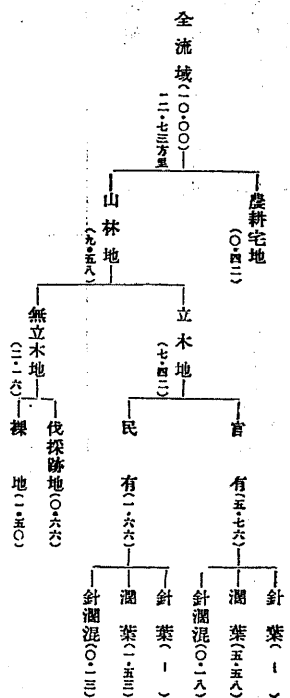 全流域(一〇・〇〇)
二二・七三方里
農耕宅地(〇・四二)
山林地(九・五八)
立木地(七・四二)
無立木地(二・一六)
官有(五・七六)
民有(一・六六)
伐採跡地(〇・六六)
裸地(一・五〇)
針葉(ー)
濶葉(五・五八)
針濶混(〇・一八)
針葉(ー)
濶葉(一・五三)
針濶混(〇・一三)